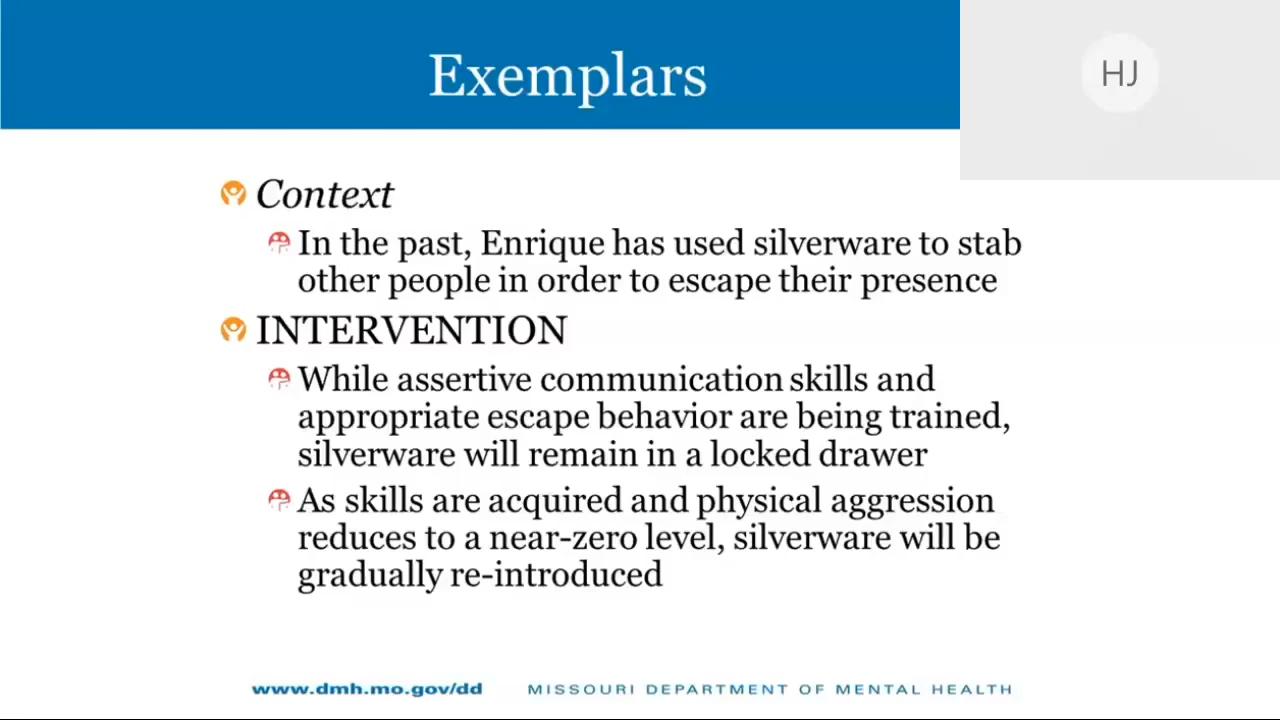 Exemplars
HJ
Context
In the past, Enrique has used silverware to stab
other people in order to escape their presence
INTERVENTION
While assertive communication skills and
appropriate escape behavior are being trained,
silverware will remain in a locked drawer
As skills are acquired and physical aggression
reduces to a near-zero level, silverware will be
gradually re-introduced
www.dmh.mo.gov/dd MISSOURI DEPARTMENT OF MENTAL HEALTH